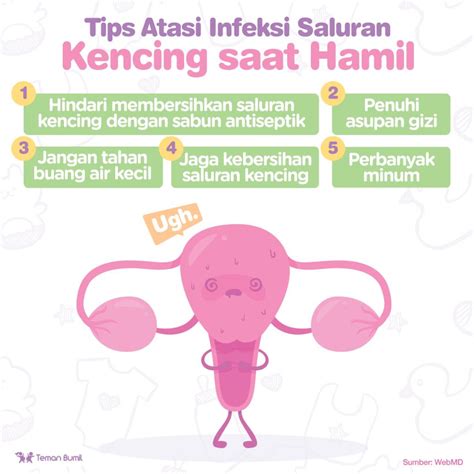 Tips Atasi Infeksi Saluran
Kencing saat Hamil
1
Hindari membersihkan saluran
kencing dengan sabun antiseptik
2
Penuhi
asupan gizi
3
Jangan tahan
buang air kecil
4
Jaga kebersihan
saluran kencing
5
Perbanyak
minum
Ugh.
Teman Bumil
Sumber: WebMD